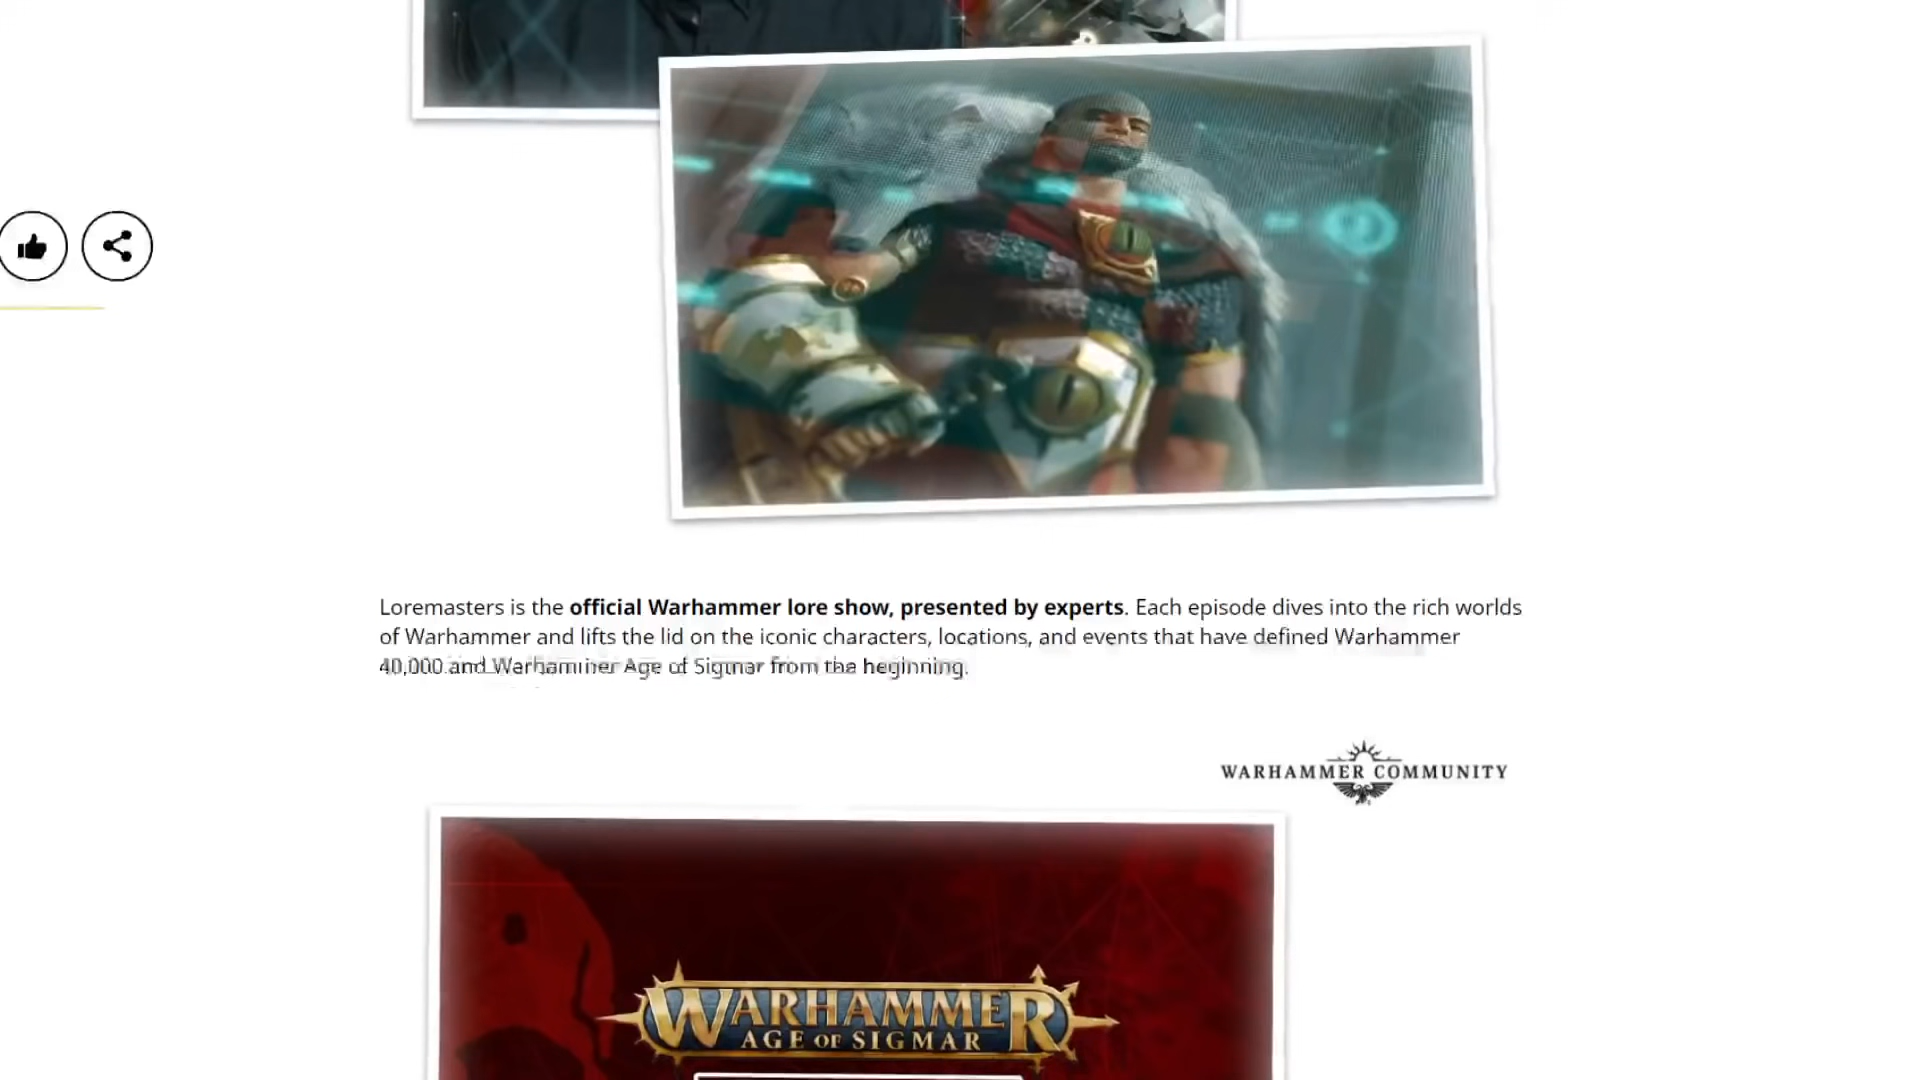 Loremasters is the official Warhammer lore show, presented by experts. Each episode dives into the rich worlds
of Warhammer and lifts the lid on the iconic characters, locations, and events that have defined Warhammer
40,000 and Warhammer Age of Sigmar from the beginning.
WARHAMMER COMMUNITY
WARHAMMER
AGE OF SIGMAR